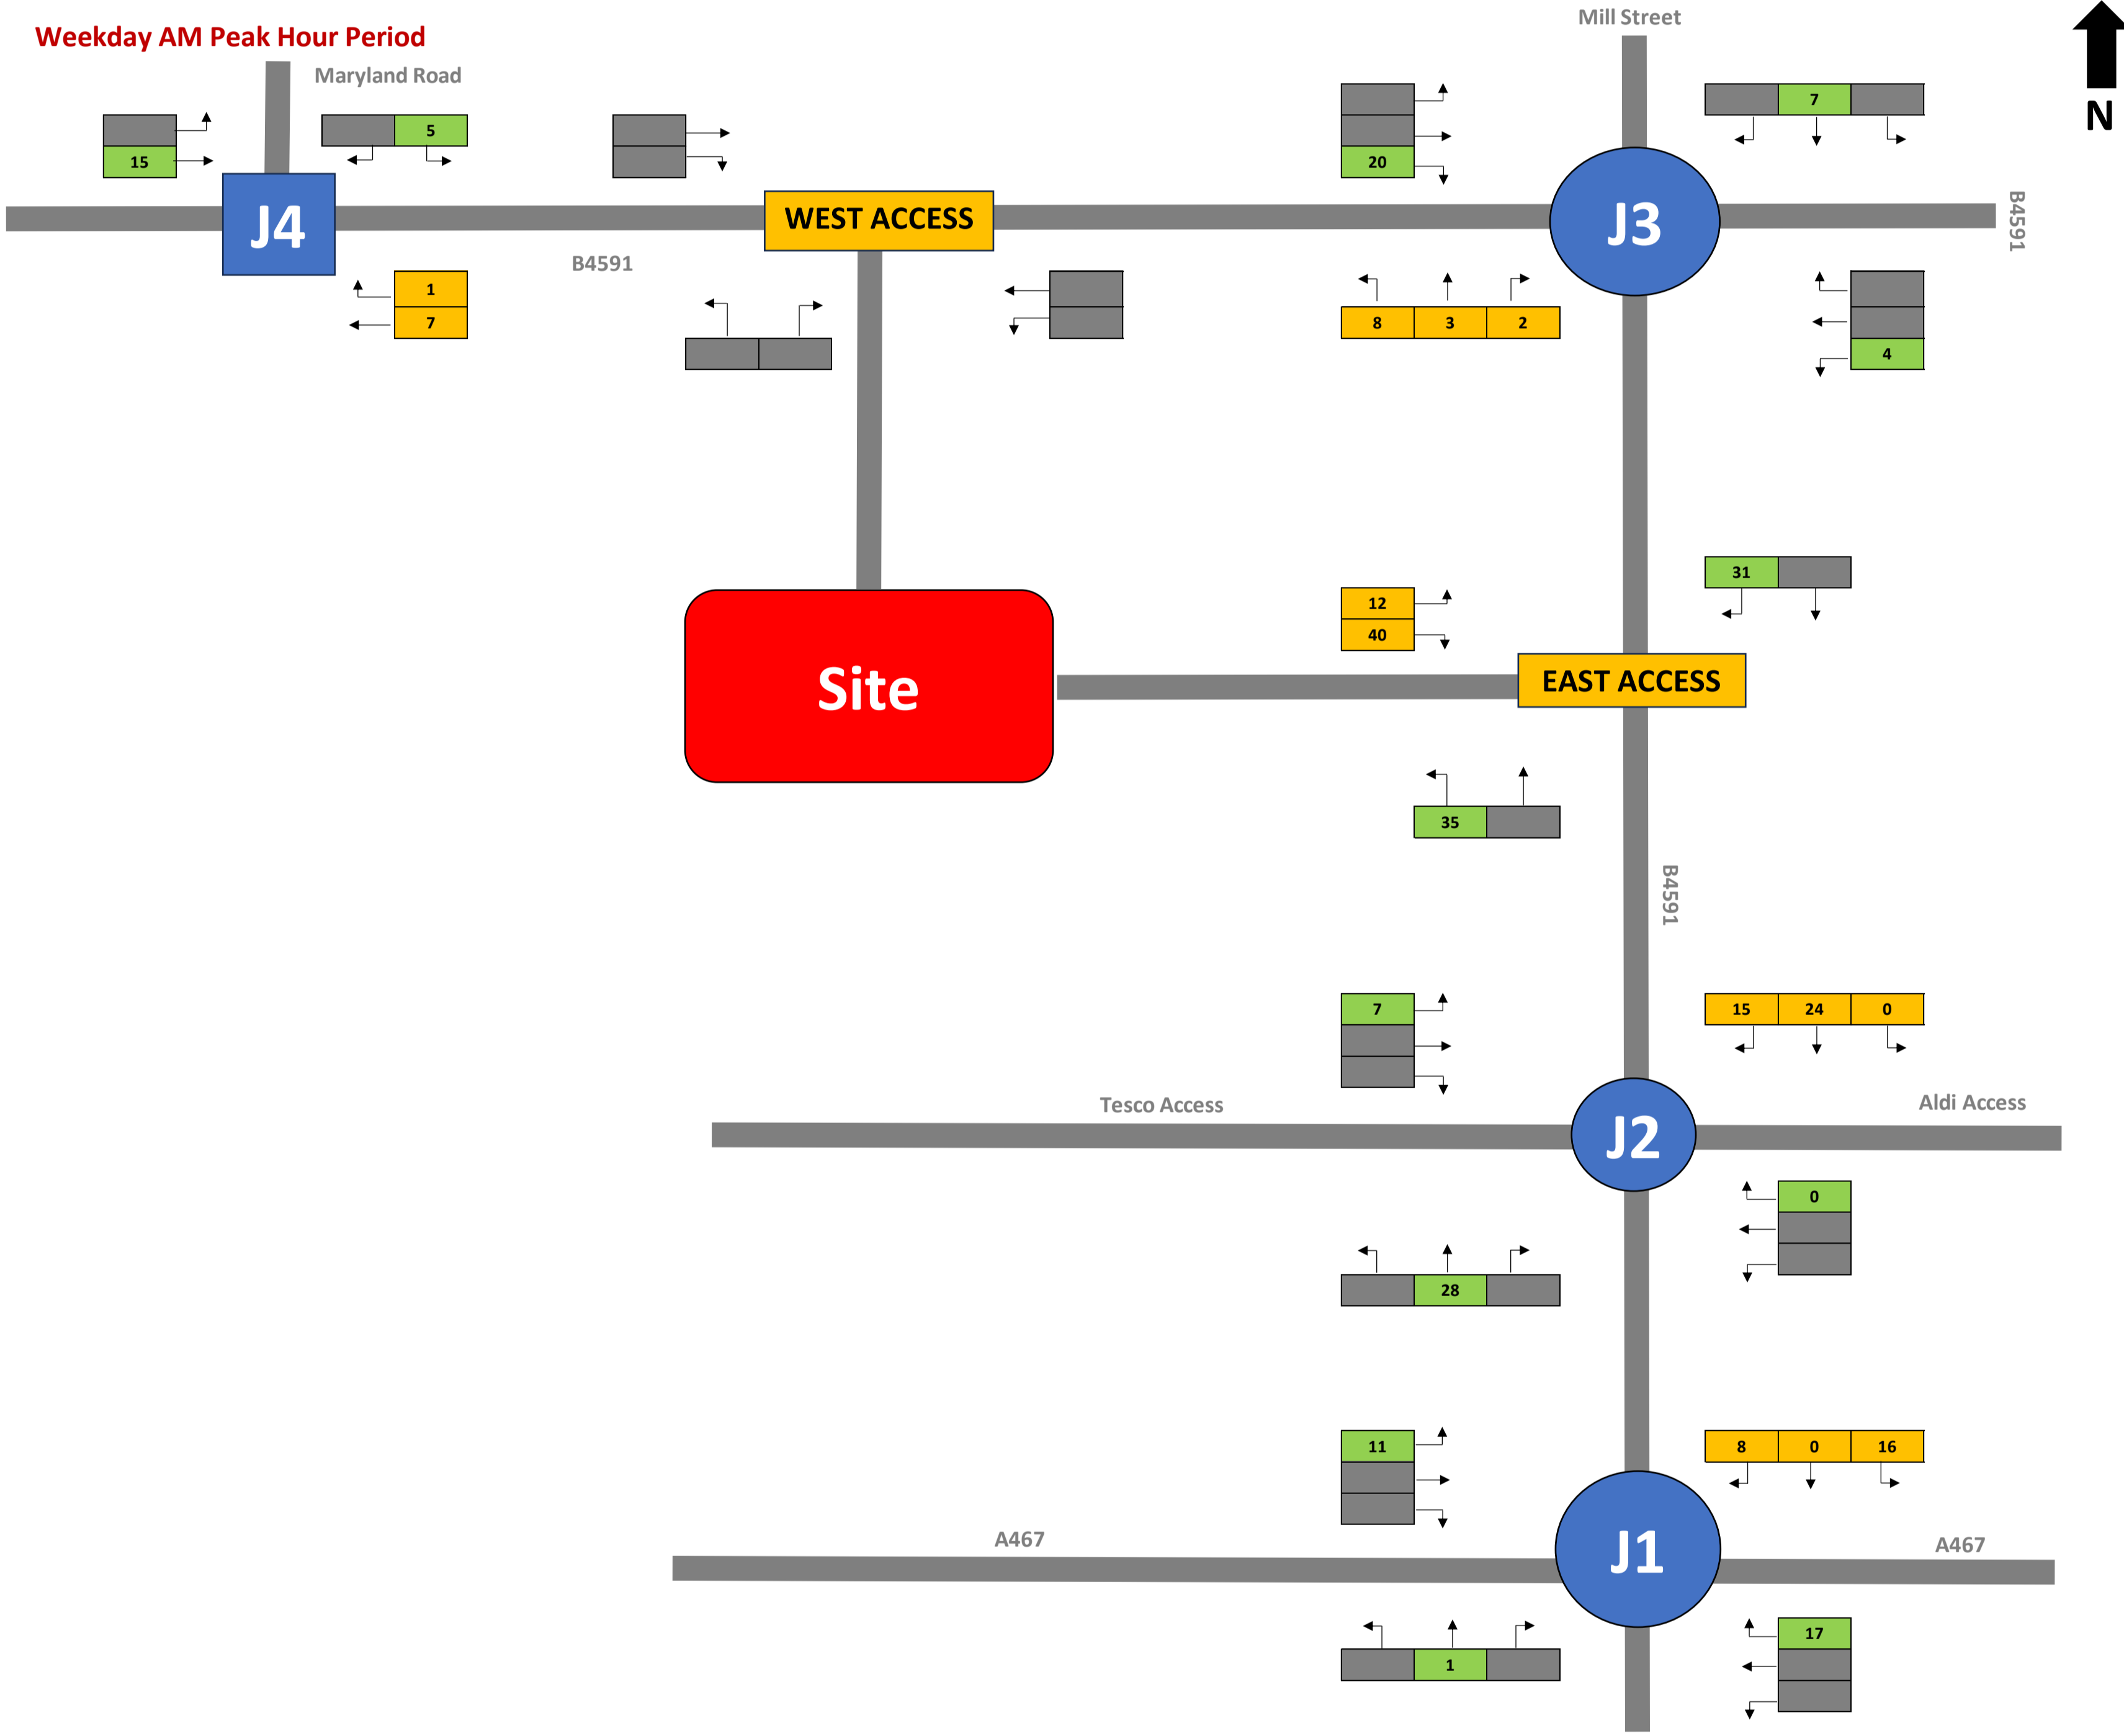 Mill Street
Weekday AM Peak Hour Period
Maryland Road
N
7
5
15
20
B4591
J4
WEST ACCESS
J3
B4591
1
7
8 3 2
4
31
12
40
Site
EAST ACCESS
35
B4591
7
15 24 0
Tesco Access
Aldi Access
J2
0
28
11
8 0 16
A467
J1
A467
17
1